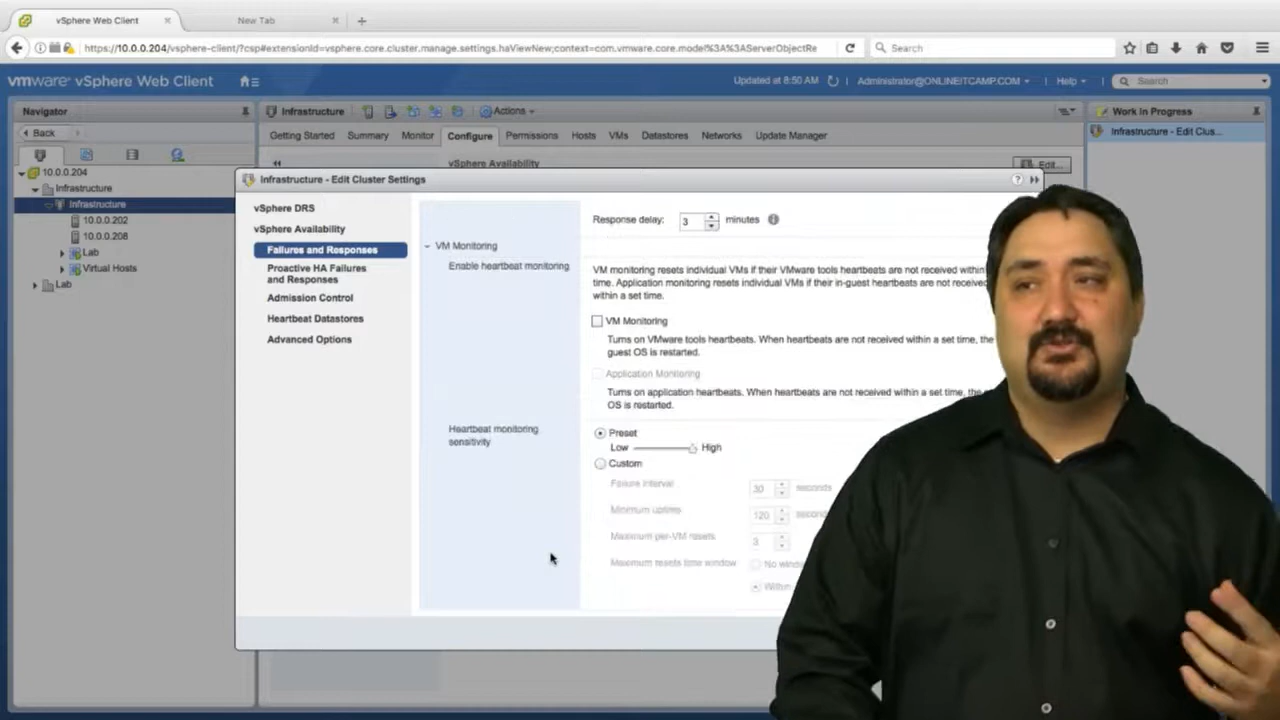 vSphere Web Client
New Tab
https://10.0.0.204/vsphere-client/?csp#extensionId=vsphere.core.cluster.manage.settings.haViewNew;context=com.vmware.core.model%3A%3AServerObjectRe
Search
vmware® vSphere Web Client
Updated at 8:50 AM
Administrator@ONLINEITCAMP.COM
Help
Search
Navigator
Infrastructure
Actions
Work In Progress
Back
Getting Started Summary Monitor Configure Permissions Hosts VMs Datastores Networks Update Manager
Infrastructure - Edit Clus...
vSphere Availability
Edit...
10.0.0.204
Infrastructure
Infrastructure
10.0.0.202
10.0.0.208
Lab
Virtual Hosts
Lab
Infrastructure - Edit Cluster Settings
vSphere DRS
vSphere Availability
Failures and Responses
Proactive HA Failures
and Responses
Admission Control
Heartbeat Datastores
Advanced Options
Response delay: 3 minutes
VM Monitoring
Enable heartbeat monitoring
VM monitoring resets individual VMs if their VMware tools heartbeats are not received within
time. Application monitoring resets individual VMs if their in-guest heartbeats are not received
within a set time.
VM Monitoring
Turns on VMware tools heartbeats. When heartbeats are not received within a set time, the
guest OS is restarted.
Application Monitoring
Turns on application heartbeats. When heartbeats are not received within a set time, the
OS is restarted.
Heartbeat monitoring
sensitivity
Preset
Low High
Custom
Failure interval 30 seconds
Minimum uptime 120
Maximum per-VM resets 3
Maximum resets time window No
Within